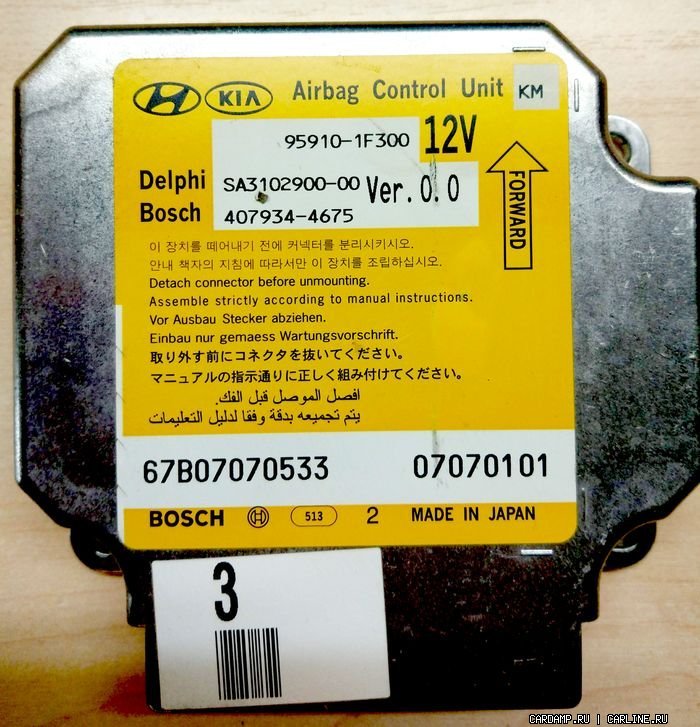 HYUNDAI KIA Airbag Control Unit KM
95910-1F300 12V
Delphi SA3102900-00 Ver.0.0
Bosch 407934-4675
FORWARD
이 장치를 떼어내기 전에 커넥터를 분리시키시오.
안내 책자의 지침에 따라서만 이 장치를 조립하십시오.
Detach connector before unmounting.
Assemble strictly according to manual instructions.
Vor Ausbau Stecker abziehen.
Einbau nur gemaess Wartungsvorschrift.
取り外す前にコネクタを抜いてください。
マニュアルの指示通りに正しく組み付けてください。
افصل الموصل قبل الفك.
يتم تجميعه بدقة وفقا لدليل التعليمات
67B07070533 07070101
BOSCH 513 2 MADE IN JAPAN
3
CARDAMP.RU | CARLINE.RU